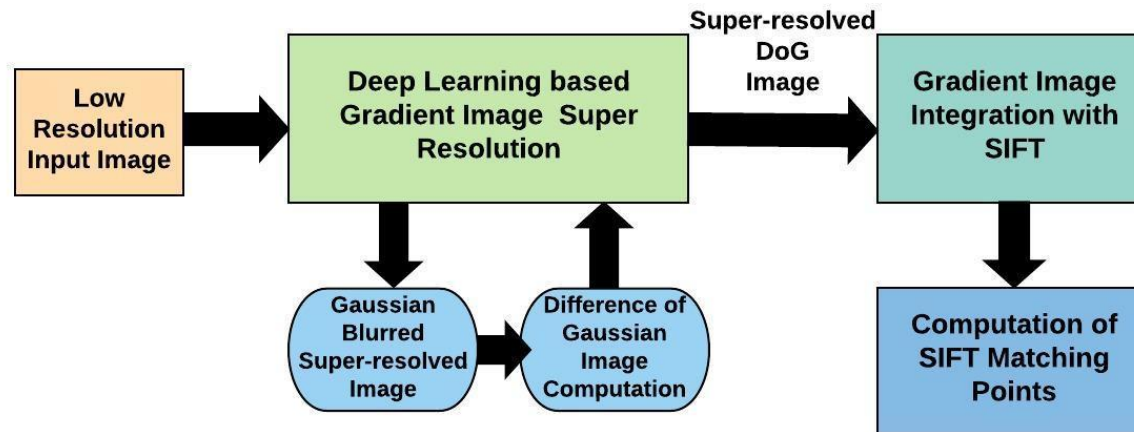 Low
Resolution
Input Image
Deep Learning based
Gradient Image Super
Resolution
Super-resolved
DoG
Image
Gradient Image
Integration with
SIFT
Gaussian
Blurred
Super-resolved
Image
Difference of
Gaussian
Image
Computation
Computation of
SIFT Matching
Points